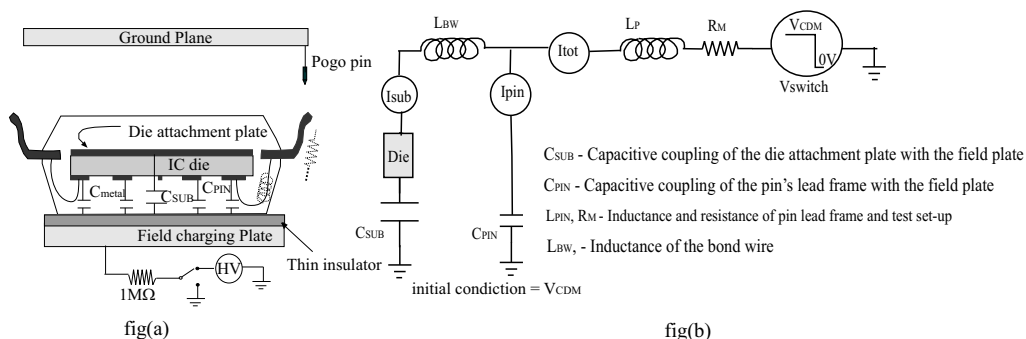 Ground Plane
Pogo pin
Die attachment plate
IC die
Cmetal
CSUB
CPIN
Field charging Plate
Thin insulator
HV
1MΩ
fig(a)
LBW
Itot
LP
RM
VCDM
0V
Vswitch
Isub
Ipin
Die
CSUB
CPIN
initial condiction = VCDM
CSUB - Capacitive coupling of the die attachment plate with the field plate
CPIN - Capacitive coupling of the pin's lead frame with the field plate
LPIN, RM - Inductance and resistance of pin lead frame and test set-up
LBW, - Inductance of the bond wire
fig(b)